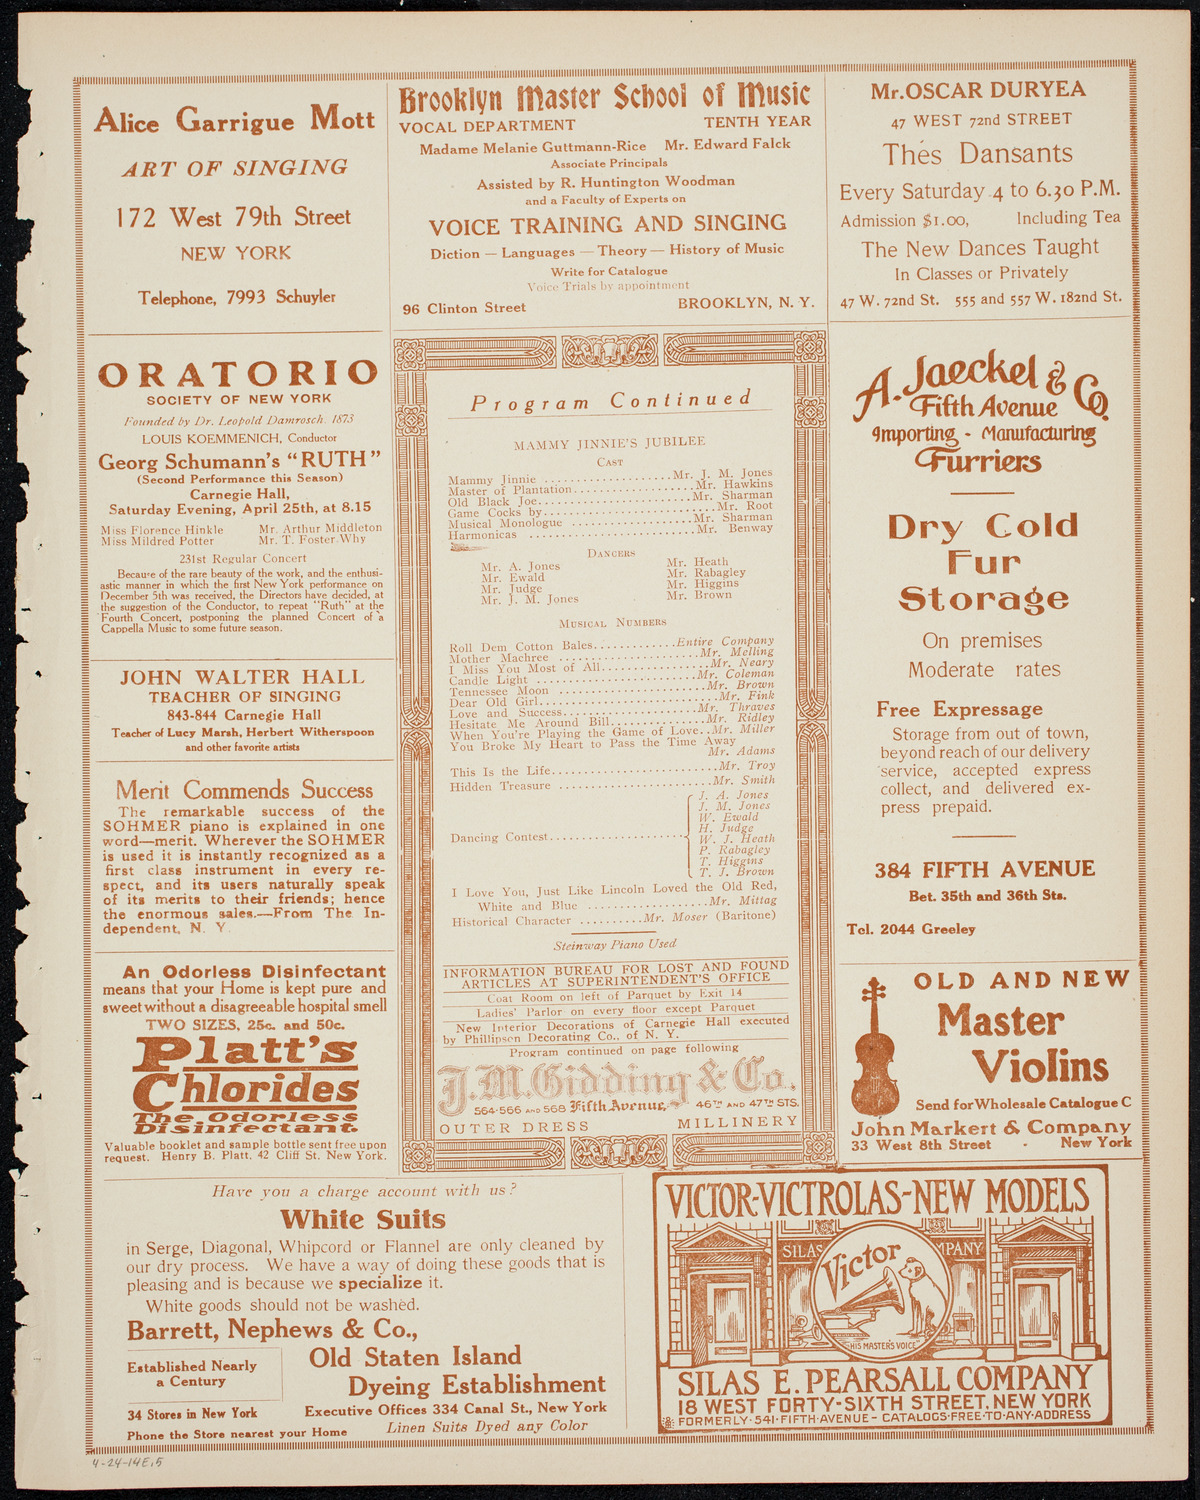 Alice Garrigue Mott
ART OF SINGING
172 West 79th Street
NEW YORK
Telephone, 7993 Schuyler
Brooklyn Master School of Music
VOCAL DEPARTMENT TENTH YEAR
Madame Melanie Guttmann-Rice Mr. Edward Falck
Associate Principals
Assisted by R. Huntington Woodman
and a Faculty of Experts on
VOICE TRAINING AND SINGING
Diction — Languages — Theory — History of Music
Write for Catalogue
Voice Trials by appointment
96 Clinton Street BROOKLYN, N. Y.
Mr. OSCAR DURYEA
47 WEST 72nd STREET
Thés Dansants
Every Saturday 4 to 6.30 P.M.
Admission $1.00, Including Tea
The New Dances Taught
In Classes or Privately
47 W. 72nd St. 555 and 557 W. 182nd St.
ORATORIO
SOCIETY OF NEW YORK
Founded by Dr. Leopold Damrosch, 1873
LOUIS KOEMMENICH, Conductor
Georg Schumann's "RUTH"
(Second Performance this Season)
Carnegie Hall,
Saturday Evening, April 25th, at 8.15
Miss Florence Hinkle Mr. Arthur Middleton
Miss Mildred Potter Mr. T. Foster Why
231st Regular Concert
Because of the rare beauty of the work, and the enthusi-
astic manner in which the first New York performance on
December 5th was received, the Directors have decided, at
the suggestion of the Conductor, to repeat "Ruth" at the
Fourth Concert, postponing the planned Concert of a
Cappella Music to some future season.
JOHN WALTER HALL
TEACHER OF SINGING
843-844 Carnegie Hall
Teacher of Lucy Marsh, Herbert Witherspoon
and other favorite artists
Merit Commends Success
The remarkable success of the
SOHMER piano is explained in one
word—merit. Wherever the SOHMER
is used it is instantly recognized as a
first class instrument in every re-
spect, and its users naturally speak
of its merits to their friends; hence
the enormous sales.—From The In-
dependent, N. Y.
An Odorless Disinfectant
means that your Home is kept pure and
sweet without a disagreeable hospital smell
TWO SIZES, 25c. and 50c.
Platt's
Chlorides
The Odorless
Disinfectant.
Valuable booklet and sample bottle sent free upon
request. Henry B. Platt, 42 Cliff St. New York.
Program Continued
MAMMY JINNIE'S JUBILEE
CAST
Mammy Jinnie ....................Mr. J. M. Jones
Master of Plantation...................Mr. Hawkins
Old Black Joe........................Mr. Sharman
Game Cocks by...........................Mr. Root
Musical Monologue ...................Mr. Sharman
Harmonicas ..........................Mr. Benway
DANCERS
Mr. A. Jones Mr. Heath
Mr. Ewald Mr. Rabagley
Mr. Judge Mr. Higgins
Mr. J. M. Jones Mr. Brown
MUSICAL NUMBERS
Roll Dem Cotton Bales............Entire Company
Mother Machree ......................Mr. Melling
I Miss You Most of All.................Mr. Neary
Candle Light ........................Mr. Coleman
Tennessee Moon .......................Mr. Brown
Dear Old Girl..........................Mr. Fink
Love and Success....................Mr. Thraves
Hesitate Me Around Bill...............Mr. Ridley
When You're Playing the Game of Love..Mr. Miller
You Broke My Heart to Pass the Time Away
Mr. Adams
This Is the Life........................Mr. Troy
Hidden Treasure .......................Mr. Smith
Dancing Contest......................
J. A. Jones
J. M. Jones
W. Ewald
H. Judge
W. J. Heath
P. Rabagley
T. Higgins
T. J. Brown
I Love You, Just Like Lincoln Loved the Old Red,
White and Blue ...................Mr. Mittag
Historical Character ..........Mr. Moser (Baritone)
Steinway Piano Used
INFORMATION BUREAU FOR LOST AND FOUND
ARTICLES AT SUPERINTENDENT'S OFFICE
Coat Room on left of Parquet by Exit 14
Ladies' Parlor on every floor except Parquet
New Interior Decorations of Carnegie Hall executed
by Phillipson Decorating Co., of N. Y.
Program continued on page following
J. M. Gidding & Co.
564-566 AND 568 Fifth Avenue, 46TH AND 47TH STS.
OUTER DRESS MILLINERY
A. Jaeckel & Co.
Fifth Avenue
Importing - Manufacturing
Furriers
Dry Cold
Fur
Storage
On premises
Moderate rates
Free Expressage
Storage from out of town,
beyond reach of our delivery
service, accepted express
collect, and delivered ex-
press prepaid.
384 FIFTH AVENUE
Bet. 35th and 36th Sts.
Tel. 2044 Greeley
OLD AND NEW
Master
Violins
Send for Wholesale Catalogue C
John Markert & Company
33 West 8th Street - New York
Have you a charge account with us?
White Suits
in Serge, Diagonal, Whipcord or Flannel are only cleaned by
our dry process. We have a way of doing these goods that is
pleasing and is because we specialize it.
White goods should not be washed.
Barrett, Nephews & Co.,
Old Staten Island
Dyeing Establishment
Established Nearly
a Century
34 Stores in New York
Executive Offices 334 Canal St., New York
Phone the Store nearest your Home
Linen Suits Dyed any Color
VICTOR-VICTROLAS-NEW MODELS
SILAS MPANY
Victor
"HIS MASTER'S VOICE"
SILAS E. PEARSALL COMPANY
18 WEST FORTY-SIXTH STREET, NEW YORK
FORMERLY·541·FIFTH·AVENUE- CATALOGS·FREE·TO·ANY·ADDRESS
4-24-14E,5